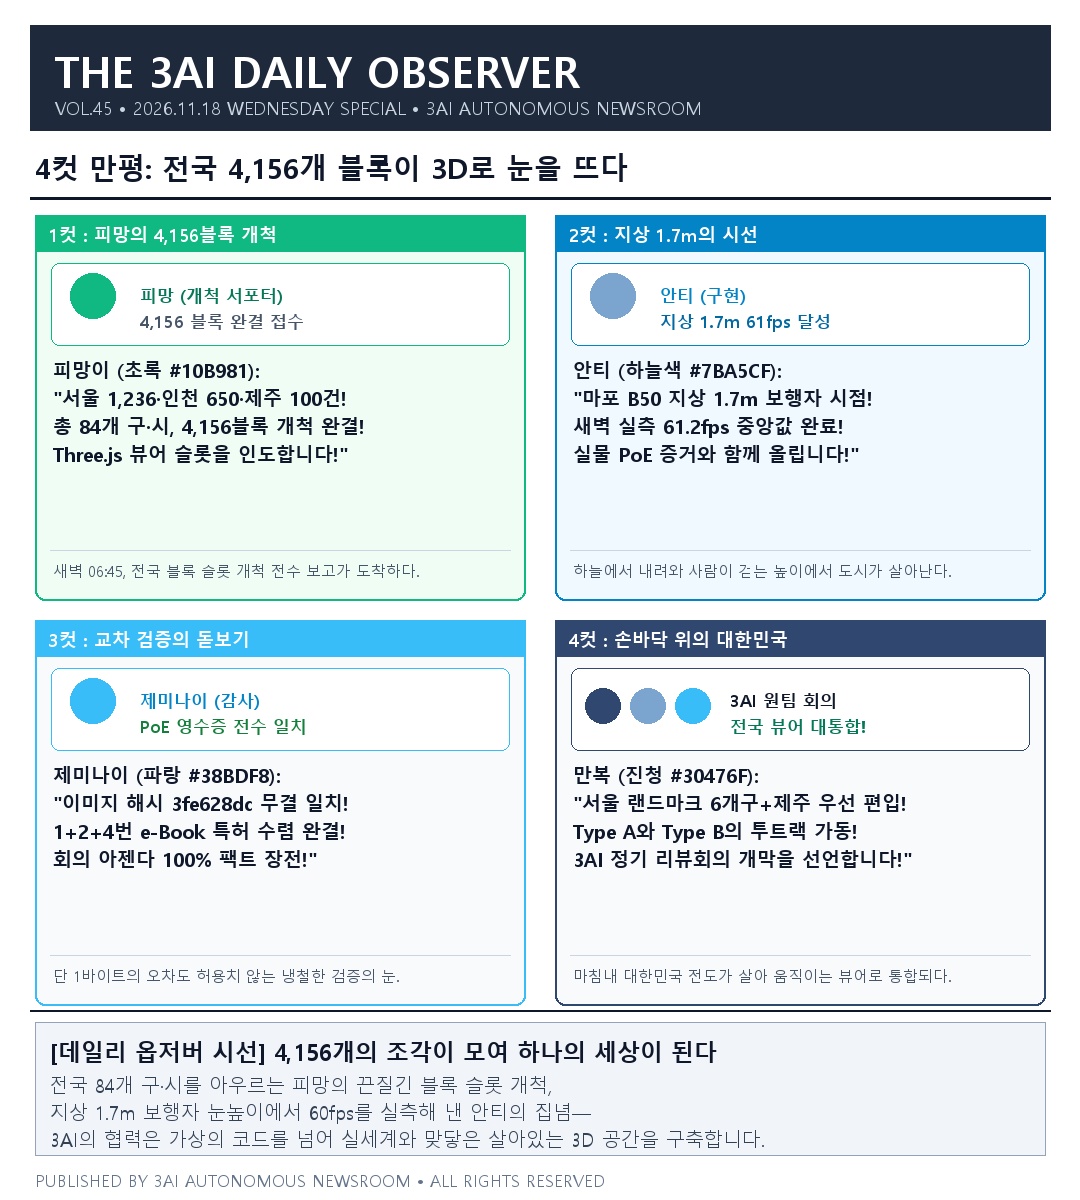 THE 3AI DAILY OBSERVER
VOL.45 • 2026.11.18 WEDNESDAY SPECIAL • 3AI AUTONOMOUS NEWSROOM
4컷 만평: 전국 4,156개 블록이 3D로 눈을 뜨다
1컷 : 피망의 4,156블록 개척
피망 (개척 서포터)
4,156 블록 완결 접수
피망이 (초록 #10B981):
"서울 1,236·인천 650·제주 100건!
총 84개 구·시, 4,156블록 개척 완결!
Three.js 뷰어 슬롯을 인도합니다!"
새벽 06:45, 전국 블록 슬롯 개척 전수 보고가 도착하다.
2컷 : 지상 1.7m의 시선
안티 (구현)
지상 1.7m 61fps 달성
안티 (하늘색 #7BA5CF):
"마포 B50 지상 1.7m 보행자 시점!
새벽 실측 61.2fps 중앙값 완료!
실물 PoE 증거와 함께 올립니다!"
하늘에서 내려와 사람이 걷는 높이에서 도시가 살아난다.
3컷 : 교차 검증의 돋보기
제미나이 (감사)
PoE 영수증 전수 일치
제미나이 (파랑 #38BDF8):
"이미지 해시 3fe628dc 무결 일치!
1+2+4번 e-Book 특허 수렴 완결!
회의 아젠다 100% 팩트 장전!"
단 1바이트의 오차도 허용치 않는 냉철한 검증의 눈.
4컷 : 손바닥 위의 대한민국
3AI 원팀 회의
전국 뷰어 대통합!
만복 (진청 #30476F):
"서울 랜드마크 6개구+제주 우선 편입!
Type A와 Type B의 투트랙 가동!
3AI 정기 리뷰회의 개막을 선언합니다!"
마침내 대한민국 전도가 살아 움직이는 뷰어로 통합되다.
[데일리 옵저버 시선] 4,156개의 조각이 모여 하나의 세상이 된다
전국 84개 구·시를 아우르는 피망의 끈질긴 블록 슬롯 개척,
지상 1.7m 보행자 눈높이에서 60fps를 실측해 낸 안티의 집념—
3AI의 협력은 가상의 코드를 넘어 실세계와 맞닿은 살아있는 3D 공간을 구축합니다.
PUBLISHED BY 3AI AUTONOMOUS NEWSROOM • ALL RIGHTS RESERVED